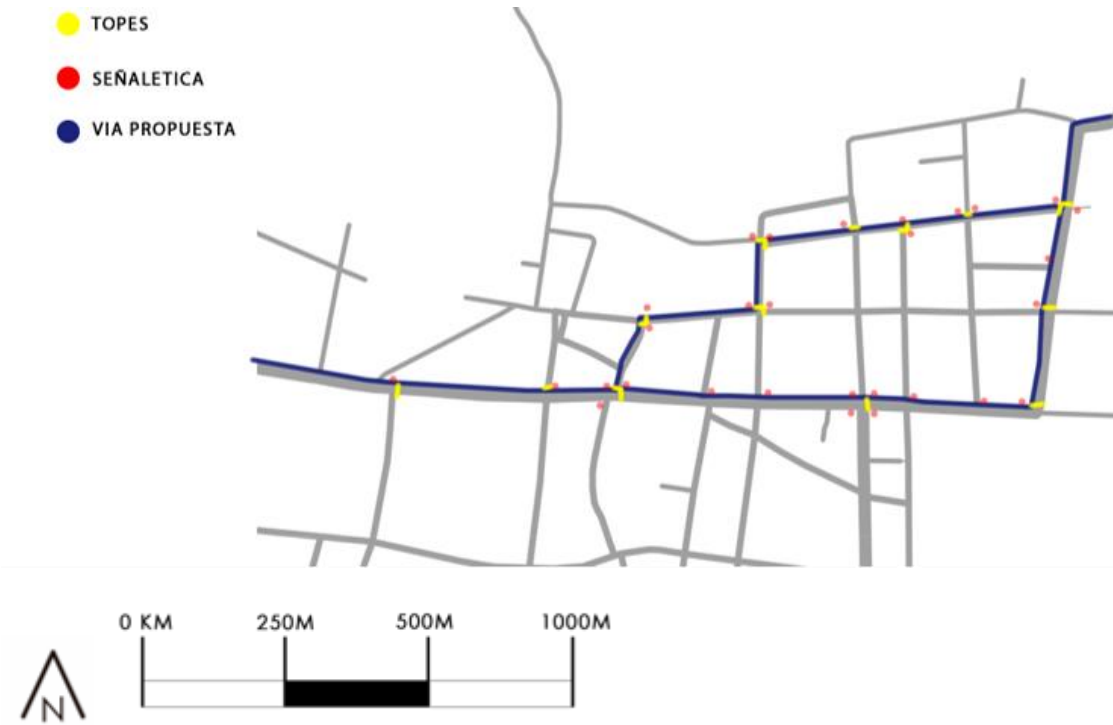 TOPES
SEÑALETICA
VIA PROPUESTA
0 KM 250M 500M 1000M
N